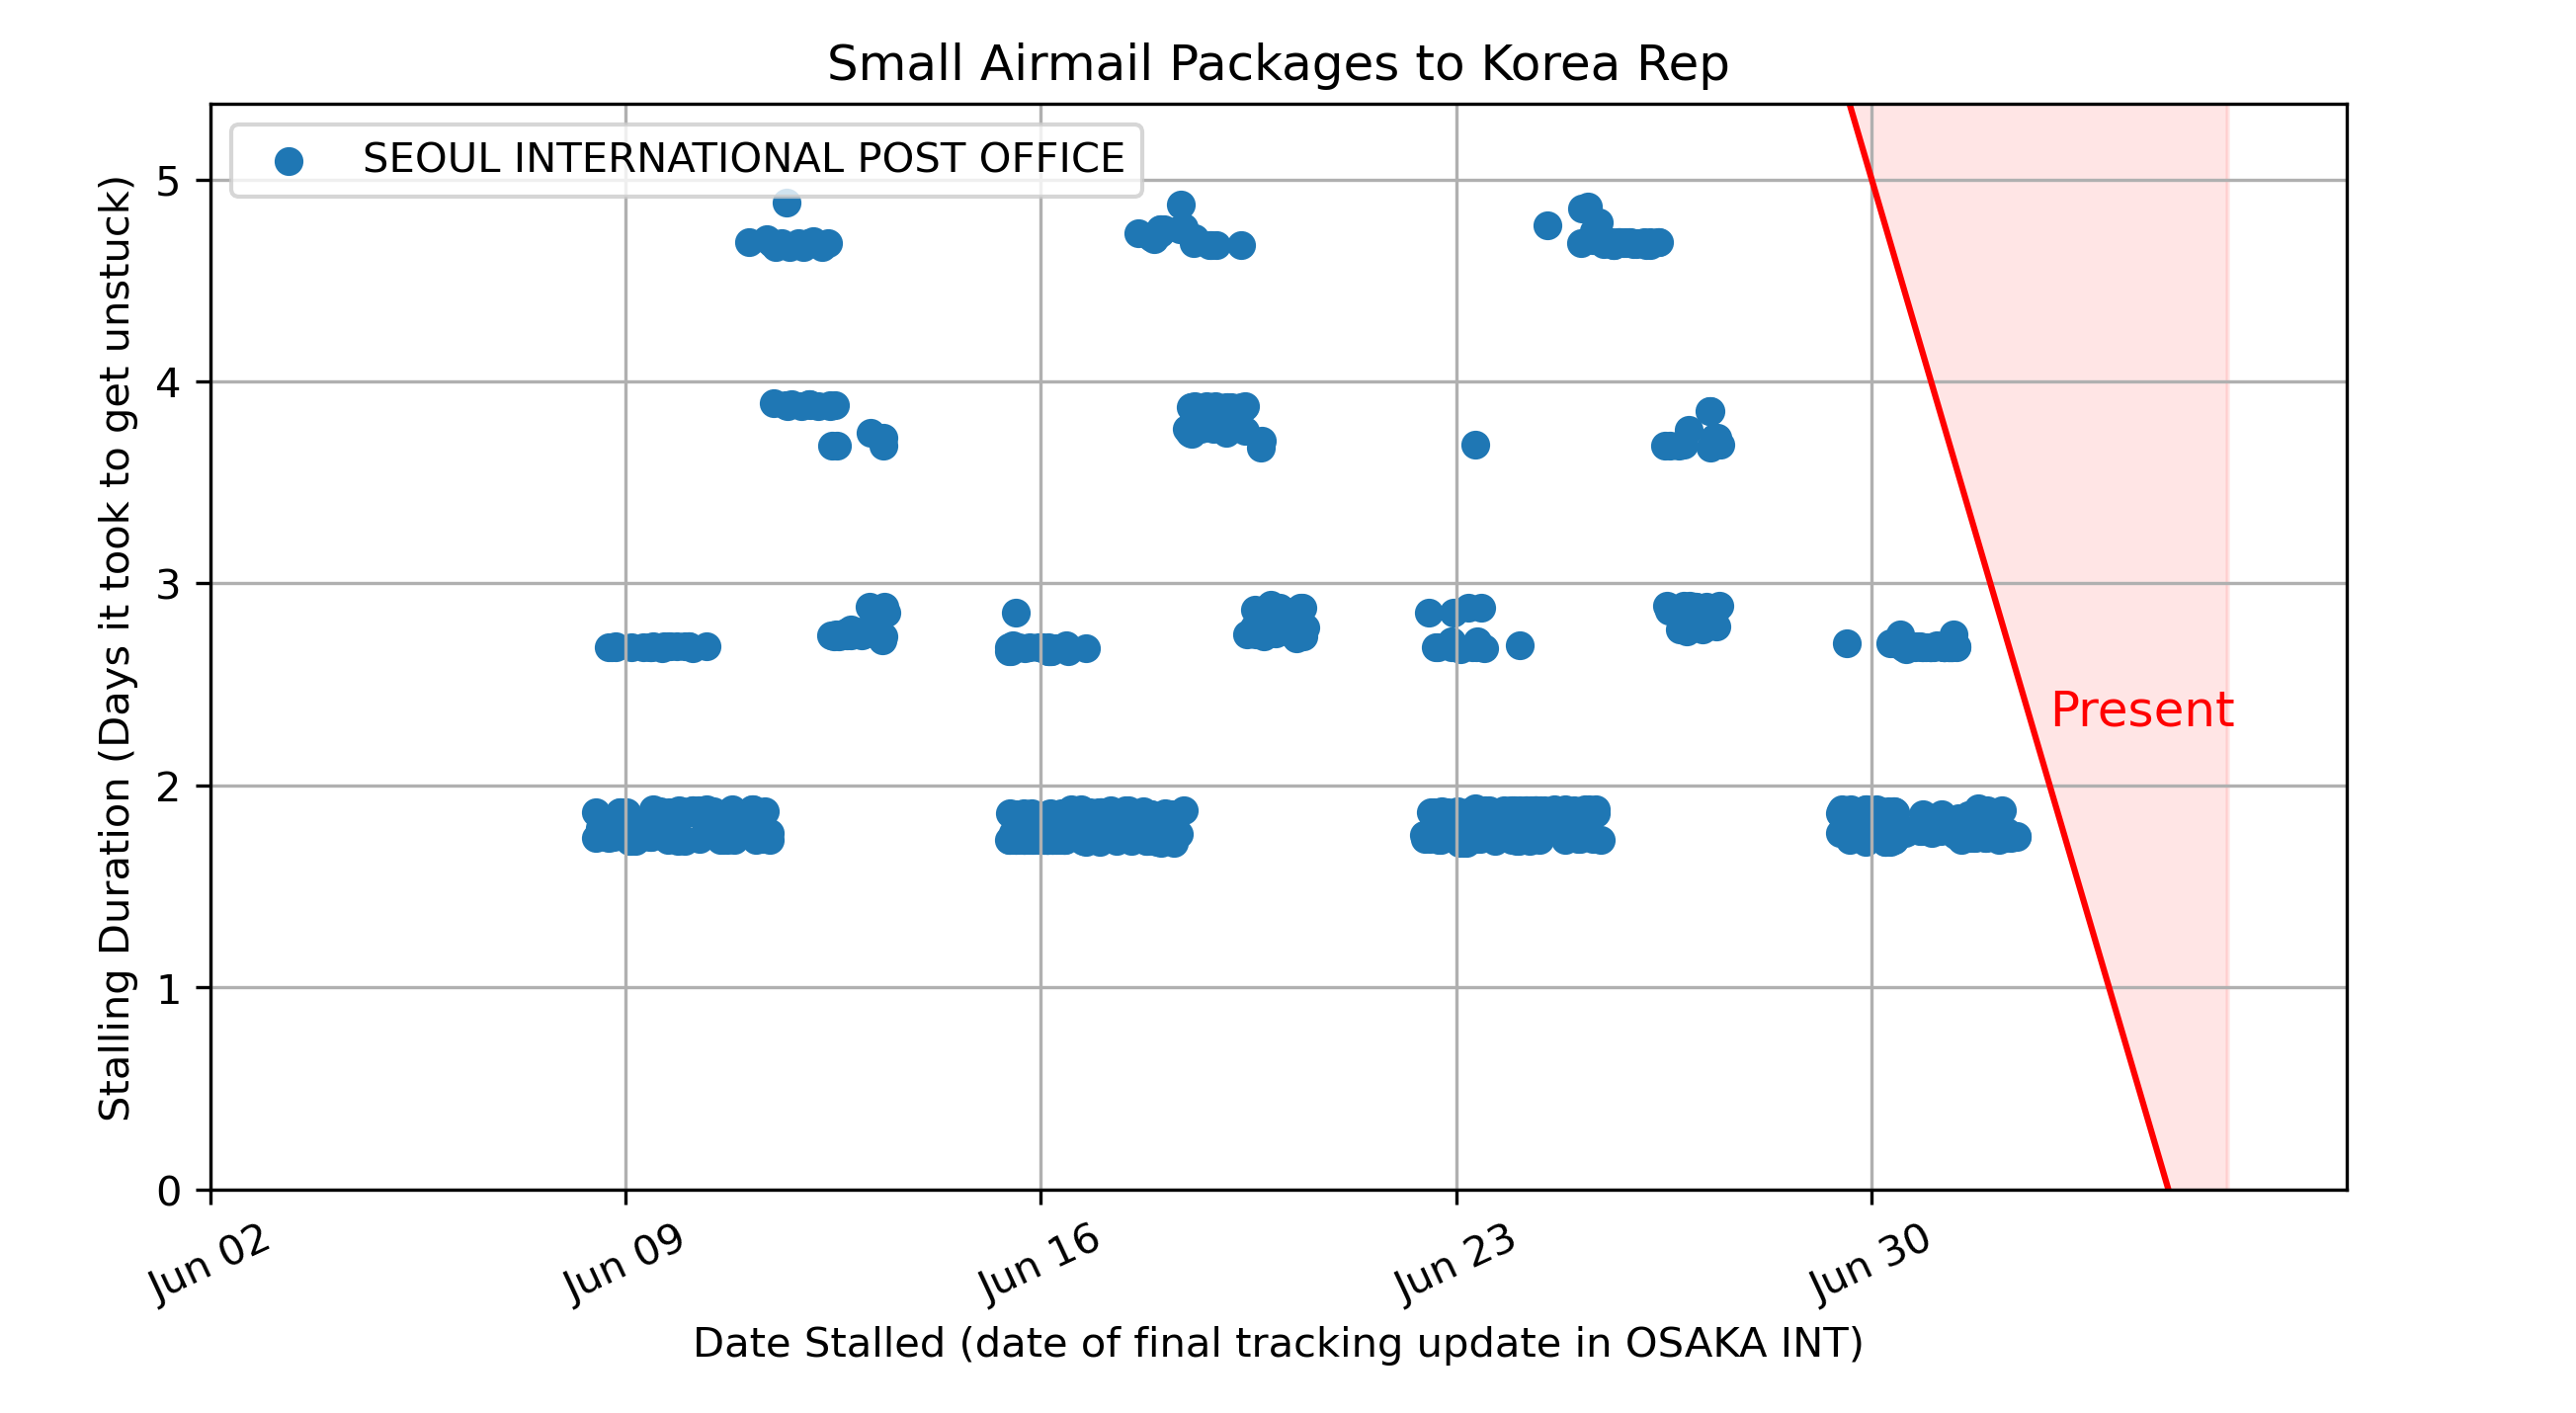 Small Airmail Packages to Korea Rep
SEOUL INTERNATIONAL POST OFFICE
Stalling Duration (Days it took to get unstuck)
5
4
3
2
1
0
Present
Jun 02
Jun 09
Jun 16
Jun 23
Jun 30
Date Stalled (date of final tracking update in OSAKA INT)